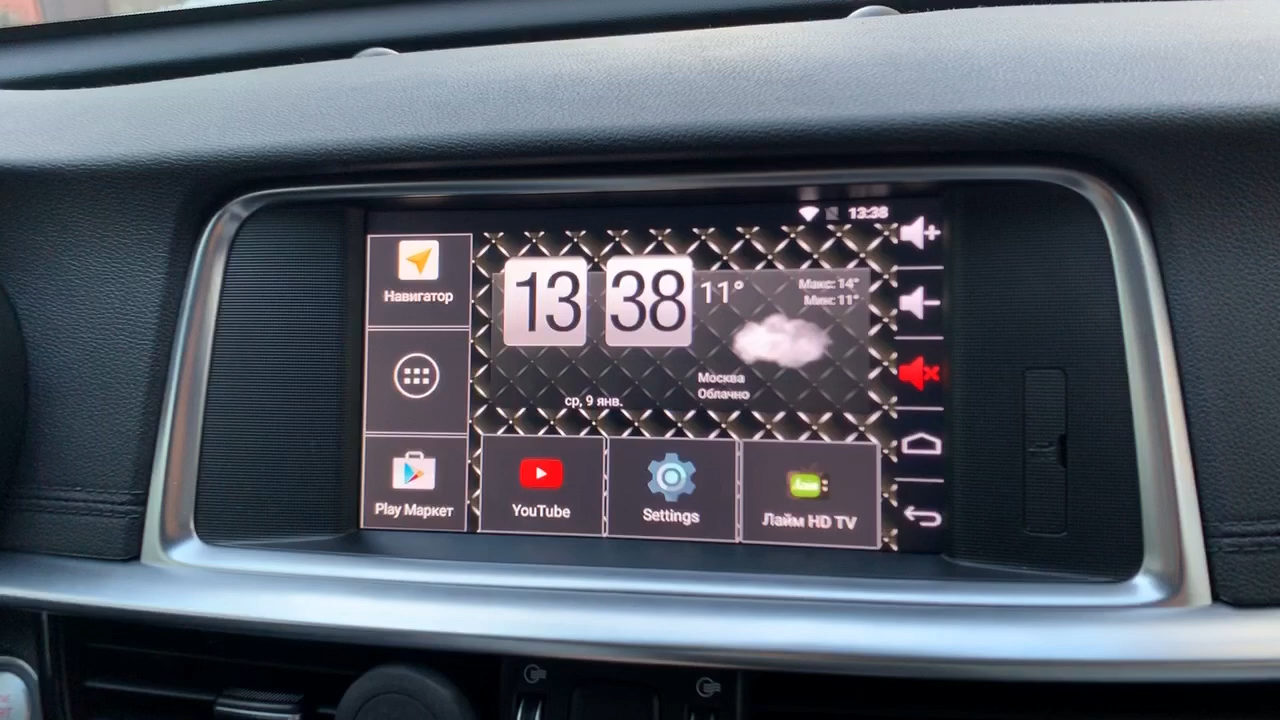 13:38
Навигатор
13 38
11°
Макс: 14°
Мин: 11°
Москва
Облачно
ср, 9 янв.
Play Маркет
YouTube
Settings
Лайм HD TV